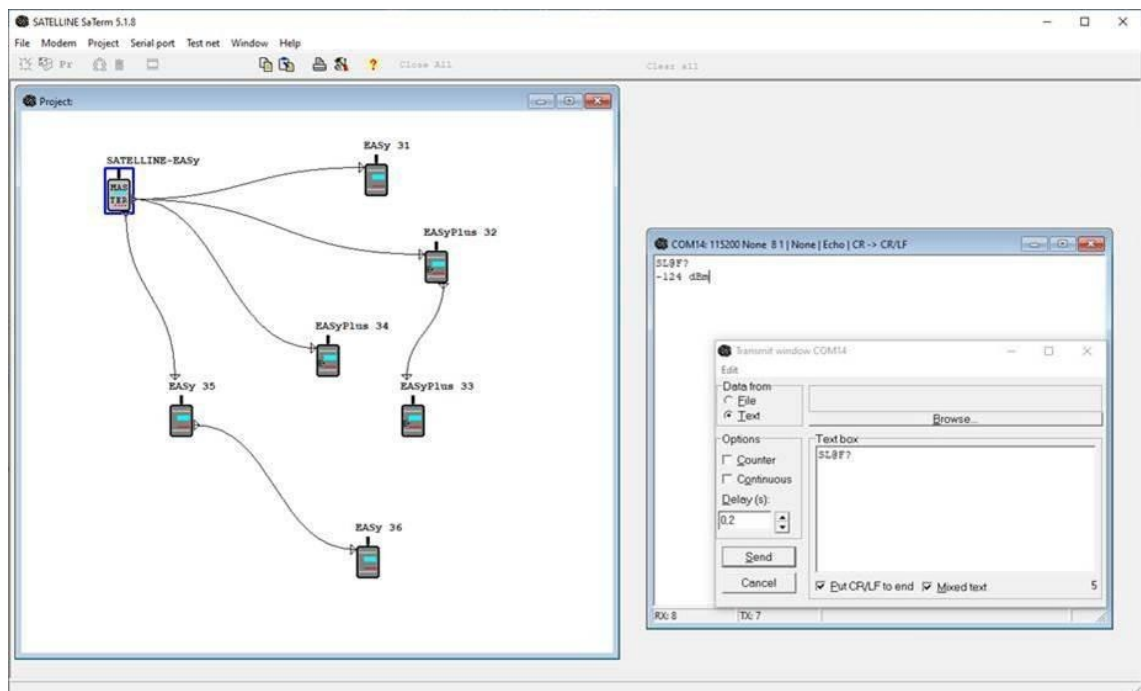 SATELLINE SaTerm 5.1.8
File Modem Project Serial port Test net Window Help
Pr Close All Clear all
Project:
SATELLINE-EASy
MAS
TER
EASy 31
EASyPlus 32
EASyPlus 34
EASy 35
EASyPlus 33
EASy 36
COM14: 115200 None 8 1 | None | Echo | CR -> CR/LF
SL@F?
-124 dBm
Transmit window COM14
Edit
Data from
File
Text
Browse...
Options
Counter
Continuous
Delay (s):
0,2
Text box
SL@F?
Send
Cancel
Put CR/LF to end Mixed text 5
RX: 8 TX: 7